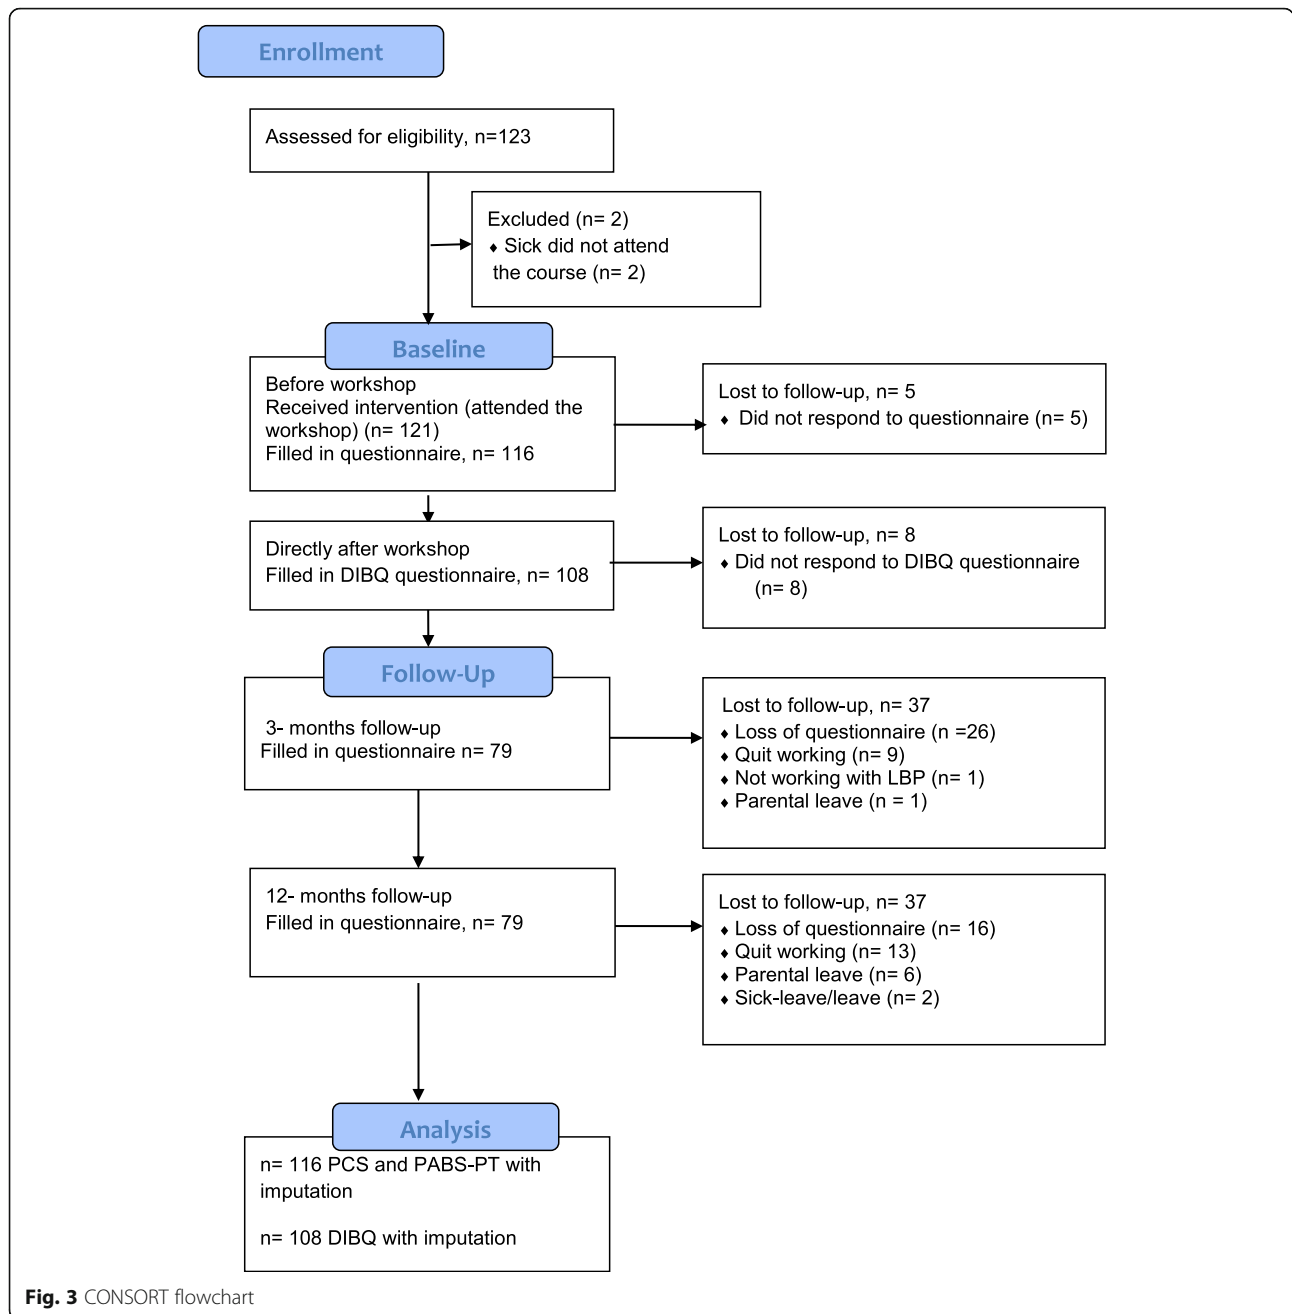 Enrollment
Assessed for eligibility, n=123
Excluded (n= 2)
♦ Sick did not attend
the course (n= 2)
Baseline
Before workshop
Received intervention (attended the
workshop) (n= 121)
Filled in questionnaire, n= 116
Lost to follow-up, n= 5
♦ Did not respond to questionnaire (n= 5)
Directly after workshop
Filled in DIBQ questionnaire, n= 108
Lost to follow-up, n= 8
♦ Did not respond to DIBQ questionnaire
(n= 8)
Follow-Up
3- months follow-up
Filled in questionnaire n= 79
Lost to follow-up, n= 37
♦ Loss of questionnaire (n =26)
♦ Quit working (n= 9)
♦ Not working with LBP (n= 1)
♦ Parental leave (n = 1)
12- months follow-up
Filled in questionnaire, n= 79
Lost to follow-up, n= 37
♦ Loss of questionnaire (n= 16)
♦ Quit working (n= 13)
♦ Parental leave (n= 6)
♦ Sick-leave/leave (n= 2)
Analysis
n= 116 PCS and PABS-PT with
imputation
n= 108 DIBQ with imputation
Fig. 3 CONSORT flowchart